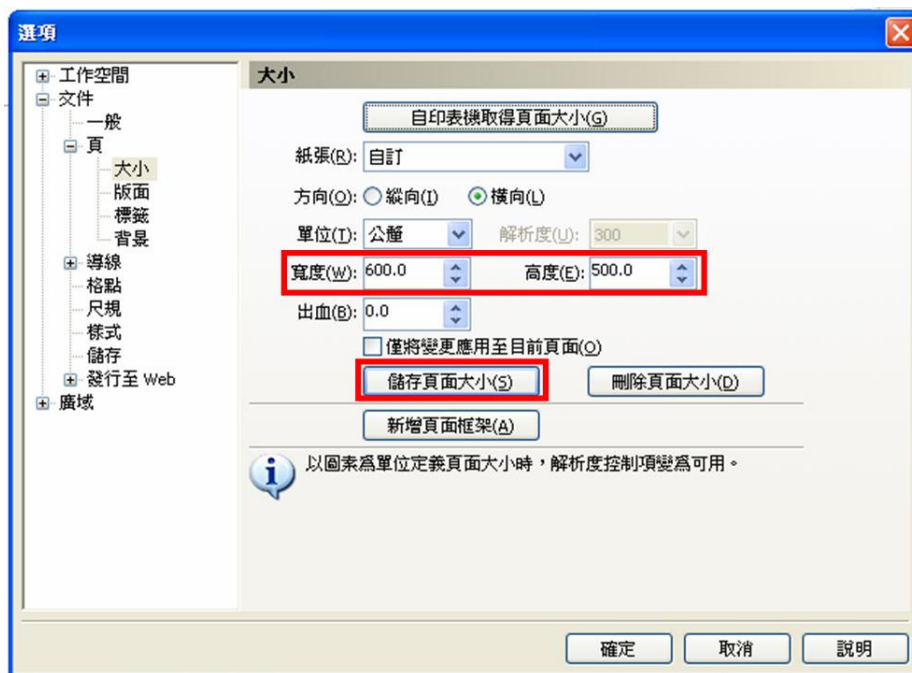 選項
工作空間
文件
一般
頁
大小
版面
標籤
背景
導線
格點
尺規
樣式
儲存
發行至 Web
廣域
大小
自印表機取得頁面大小(G)
紙張(R): 自訂
方向(O): 縱向(I) 橫向(L)
單位(T): 公釐 解析度(U): 300
寬度(W): 600.0 高度(E): 500.0
出血(B): 0.0
僅將變更應用至目前頁面(O)
儲存頁面大小(S) 刪除頁面大小(D)
新增頁面框架(A)
以圖素為單位定義頁面大小時，解析度控制項變為可用。
確定 取消 說明